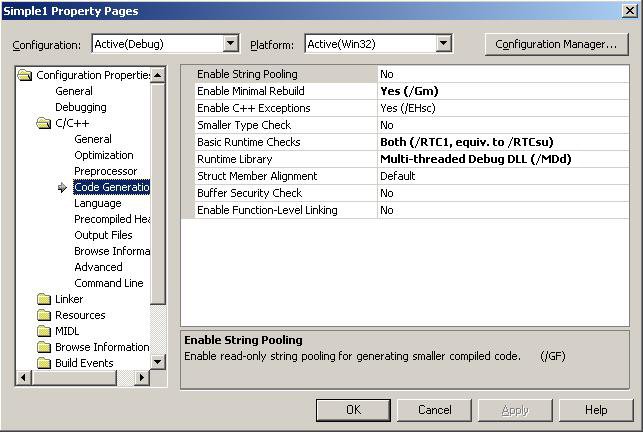 Simple1 Property Pages
Configuration: Active(Debug) Platform: Active(Win32) Configuration Manager...
Configuration Properties
General
Debugging
C/C++
General
Optimization
Preprocessor
Code Generatio
Language
Precompiled Hea
Output Files
Browse Informa
Advanced
Command Line
Linker
Resources
MIDL
Browse Information
Build Events
Enable String Pooling No
Enable Minimal Rebuild Yes (/Gm)
Enable C++ Exceptions Yes (/EHsc)
Smaller Type Check No
Basic Runtime Checks Both (/RTC1, equiv. to /RTCsu)
Runtime Library Multi-threaded Debug DLL (/MDd)
Struct Member Alignment Default
Buffer Security Check No
Enable Function-Level Linking No
Enable String Pooling
Enable read-only string pooling for generating smaller compiled code. (/GF)
OK Cancel Apply Help